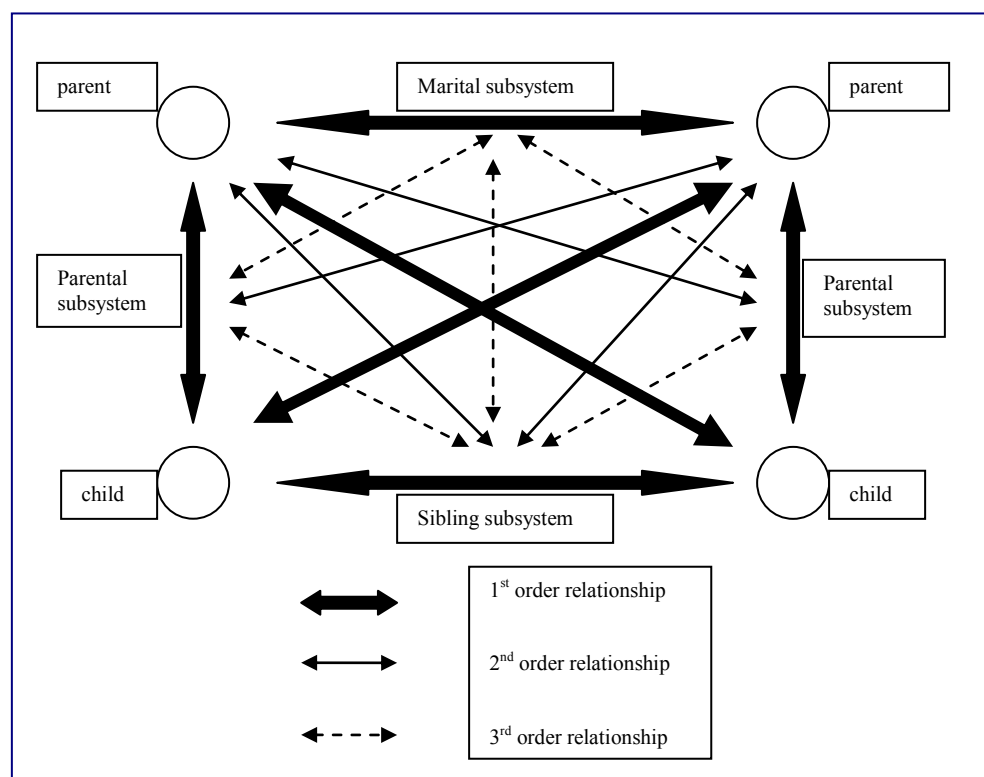 parent
Marital subsystem
parent
Parental
subsystem
Parental
subsystem
child
child
Sibling subsystem
1st order relationship
2nd order relationship
3rd order relationship